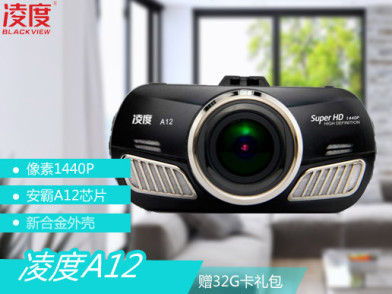 凌度®
BLACKVIEW
凌度 A12
Super HD 1440P
HIGH DEFINITION
像素1440P
安霸A12芯片
新合金外壳
凌度A12
赠32G卡礼包